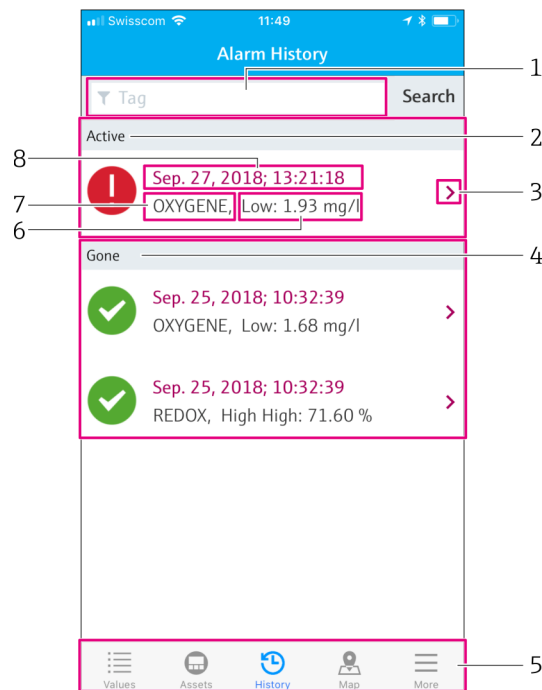 Swisscom 11:49
Alarm History
1
Tag Search
Active 2
8
Sep. 27, 2018; 13:21:18
3
7
OXYGENE, Low: 1.93 mg/l
6
Gone 4
Sep. 25, 2018; 10:32:39
OXYGENE, Low: 1.68 mg/l
Sep. 25, 2018; 10:32:39
REDOX, High High: 71.60 %
5
Values Assets History Map More